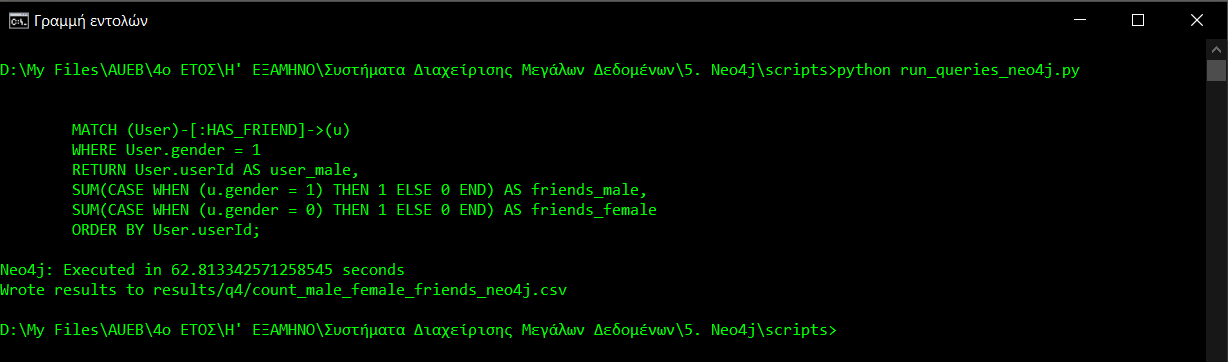 Γραμμή εντολών
D:\My Files\AUEB\4ο ΕΤΟΣ\Η' ΕΞΑΜΗΝΟ\Συστήματα Διαχείρισης Μεγάλων Δεδομένων\5. Neo4j\scripts>python run_queries_neo4j.py
MATCH (User)-[:HAS_FRIEND]->(u)
WHERE User.gender = 1
RETURN User.userId AS user_male,
SUM(CASE WHEN (u.gender = 1) THEN 1 ELSE 0 END) AS friends_male,
SUM(CASE WHEN (u.gender = 0) THEN 1 ELSE 0 END) AS friends_female
ORDER BY User.userId;
Neo4j: Executed in 62.813342571258545 seconds
Wrote results to results/q4/count_male_female_friends_neo4j.csv
D:\My Files\AUEB\4ο ΕΤΟΣ\Η' ΕΞΑΜΗΝΟ\Συστήματα Διαχείρισης Μεγάλων Δεδομένων\5. Neo4j\scripts>